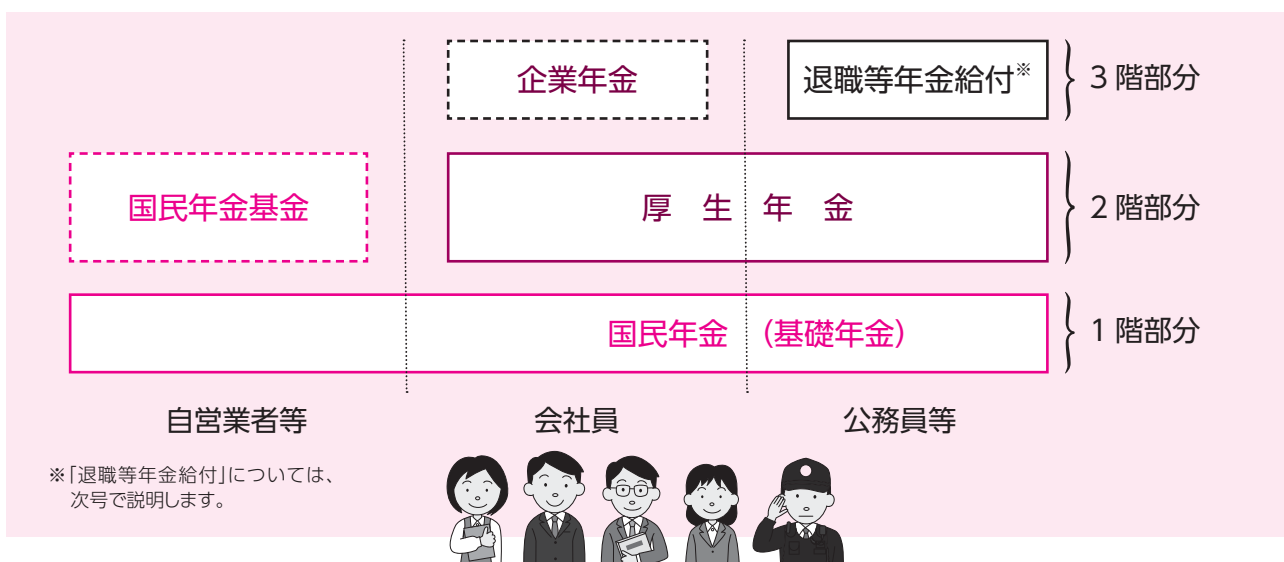 企業年金
退職等年金給付※
3階部分
国民年金基金
厚生年金
2階部分
国民年金（基礎年金）
1階部分
自営業者等
会社員
公務員等
※「退職等年金給付」については、
次号で説明します。